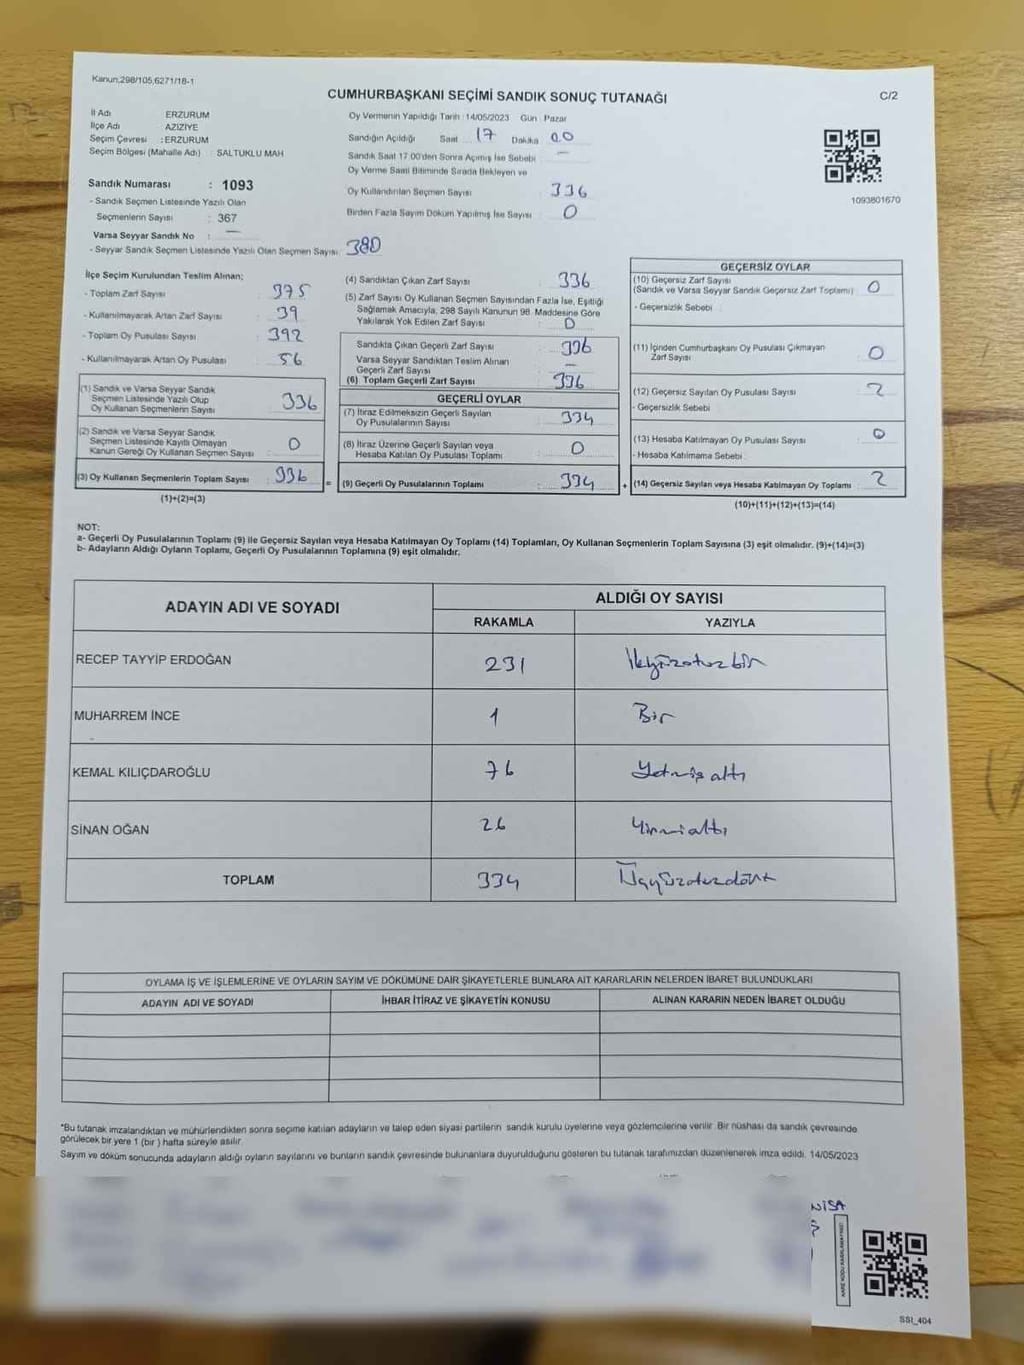 Kanun,298/105,6271/18-1
CUMHURBAŞKANI SEÇİMİ SANDIK SONUÇ TUTANAĞI
C/2
İl Adı ERZURUM
İlçe Adı AZİZİYE
Seçim Çevresi : ERZURUM
Seçim Bölgesi (Mahalle Adı) : SALTUKLU MAH
Sandık Numarası : 1093
- Sandık Seçmen Listesinde Yazılı Olan
Seçmenlerin Sayısı : 367
Varsa Seyyar Sandık No : —
- Seyyar Sandık Seçmen Listesinde Yazılı Olan Seçmen Sayısı 380
Oy Vermenin Yapıldığı Tarih : 14/05/2023 Gün : Pazar
Sandığın Açıldığı Saat 17 Dakika 00
Sandık Saat 17:00'den Sonra Açılmış İse Sebebi —
Oy Verme Saati Bitiminde Sırada Bekleyen ve
Oy Kullandırılan Seçmen Sayısı : 336
Birden Fazla Sayım Döküm Yapılmış İse Sayısı 0
1093801670
İlçe Seçim Kurulundan Teslim Alınan;
- Toplam Zarf Sayısı : 375
- Kullanılmayarak Artan Zarf Sayısı : 39
- Toplam Oy Pusulası Sayısı : 392
- Kullanılmayarak Artan Oy Pusulası : 56
(1) Sandık ve Varsa Seyyar Sandık
Seçmen Listesinde Yazılı Olup
Oy Kullanan Seçmenlerin Sayısı : 336
(2) Sandık ve Varsa Seyyar Sandık
Seçmen Listesinde Kayıtlı Olmayan
Kanun Gereği Oy Kullanan Seçmen Sayısı : 0
(3) Oy Kullanan Seçmenlerin Toplam Sayısı : 336
(1)+(2)=(3)
(4) Sandıktan Çıkan Zarf Sayısı : 336
(5) Zarf Sayısı Oy Kullanan Seçmen Sayısından Fazla İse, Eşitliği
Sağlamak Amacıyla, 298 Sayılı Kanunun 98. Maddesine Göre
Yakılarak Yok Edilen Zarf Sayısı : 0
Sandıkta Çıkan Geçerli Zarf Sayısı : 336
Varsa Seyyar Sandıktan Teslim Alınan
Geçerli Zarf Sayısı : —
(6) Toplam Geçerli Zarf Sayısı : 336
GEÇERLİ OYLAR
(7) İtiraz Edilmeksizin Geçerli Sayılan
Oy Pusulalarının Sayısı : 334
(8) İtiraz Üzerine Geçerli Sayılan veya
Hesaba Katılan Oy Pusulası Toplamı : 0
= (9) Geçerli Oy Pusulalarının Toplamı : 334
GEÇERSİZ OYLAR
(10) Geçersiz Zarf Sayısı
(Sandık ve Varsa Seyyar Sandık Geçersiz Zarf Toplamı) : 0
- Geçersizlik Sebebi :
(11) İçinden Cumhurbaşkanı Oy Pusulası Çıkmayan
Zarf Sayısı : 0
(12) Geçersiz Sayılan Oy Pusulası Sayısı : 2
- Geçersizlik Sebebi :
(13) Hesaba Katılmayan Oy Pusulası Sayısı : 0
- Hesaba Katılmama Sebebi :
+ (14) Geçersiz Sayılan veya Hesaba Katılmayan Oy Toplamı : 2
(10)+(11)+(12)+(13)=(14)
NOT:
a- Geçerli Oy Pusulalarının Toplamı (9) ile Geçersiz Sayılan veya Hesaba Katılmayan Oy Toplamı (14) Toplamları, Oy Kullanan Seçmenlerin Toplam Sayısına (3) eşit olmalıdır. (9)+(14)=(3)
b- Adayların Aldığı Oyların Toplamı, Geçerli Oy Pusulalarının Toplamına (9) eşit olmalıdır.
ADAYIN ADI VE SOYADI
ALDIĞI OY SAYISI
RAKAMLA YAZIYLA
RECEP TAYYİP ERDOĞAN 231 İkiyüzotuzbir
MUHARREM İNCE 1 Bir
KEMAL KILIÇDAROĞLU 76 Yetmiş altı
SİNAN OĞAN 26 Yirmi altı
TOPLAM 334 Üçyüzotuzdört
OYLAMA İŞ VE İŞLEMLERİNE VE OYLARIN SAYIM VE DÖKÜMÜNE DAİR ŞİKAYETLERLE BUNLARA AİT KARARLARIN NELERDEN İBARET BULUNDUKLARI
ADAYIN ADI VE SOYADI İHBAR İTİRAZ VE ŞİKAYETİN KONUSU ALINAN KARARIN NEDEN İBARET OLDUĞU
"Bu tutanak imzalandıktan ve mühürlendikten sonra seçime katılan adayların ve talep eden siyasi partilerin sandık kurulu üyelerine veya gözlemcilerine verilir. Bir nüshası da sandık çevresinde
görülecek bir yere 1 (bir) hafta süreyle asılır.
Sayım ve döküm sonucunda adayların aldığı oyların sayılarını ve bunların sandık çevresinde bulunanlara duyurulduğunu gösteren bu tutanak tarafımızdan düzenlenerek imza edildi. 14/05/2023
NİSA
SSI_404